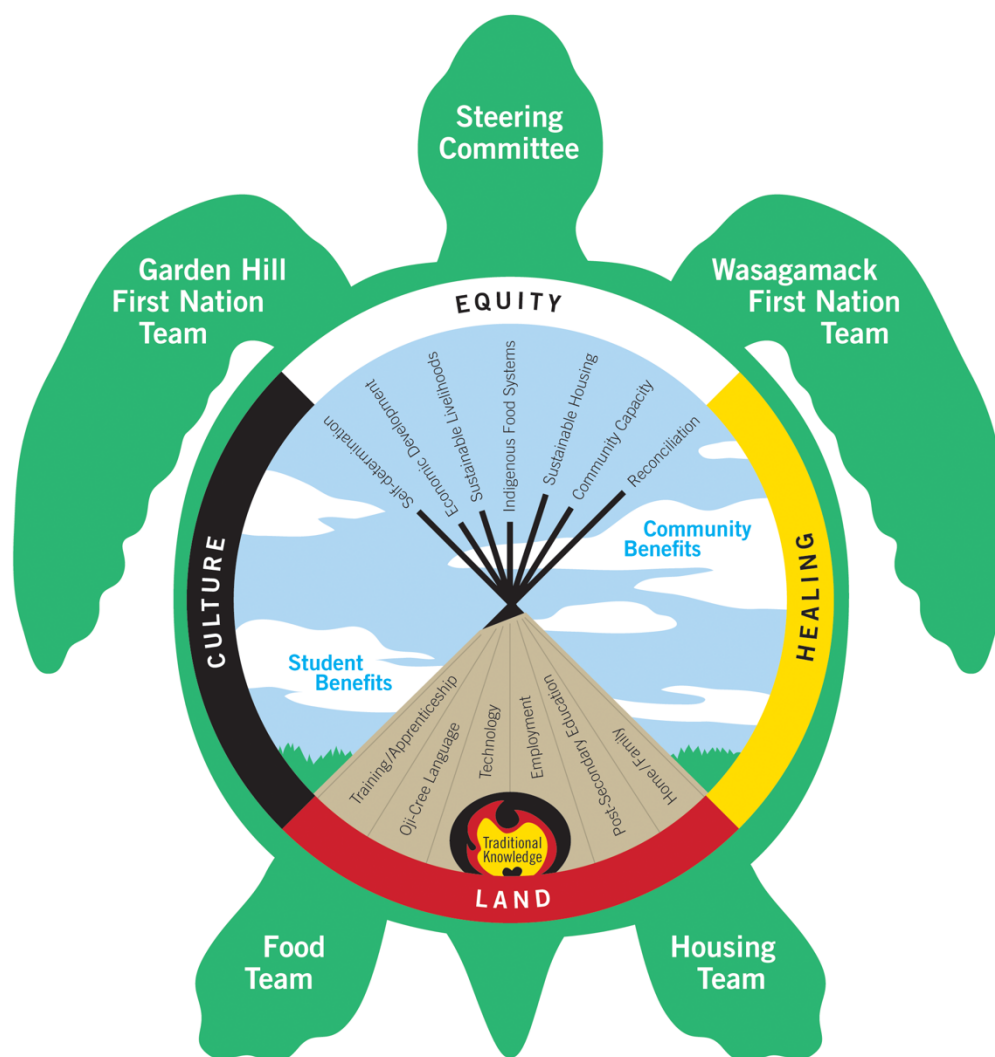 Steering
Committee
Garden Hill
First Nation
Team
Wasagamack
First Nation
Team
EQUITY
CULTURE
HEALING
LAND
Self-determination
Economic Development
Sustainable Livelihoods
Indigenous Food Systems
Sustainable Housing
Community Capacity
Reconciliation
Community
Benefits
Student
Benefits
Training/Apprenticeship
Oji-Cree Language
Technology
Employment
Post-Secondary Education
Home/Family
Traditional
Knowledge
Food
Team
Housing
Team